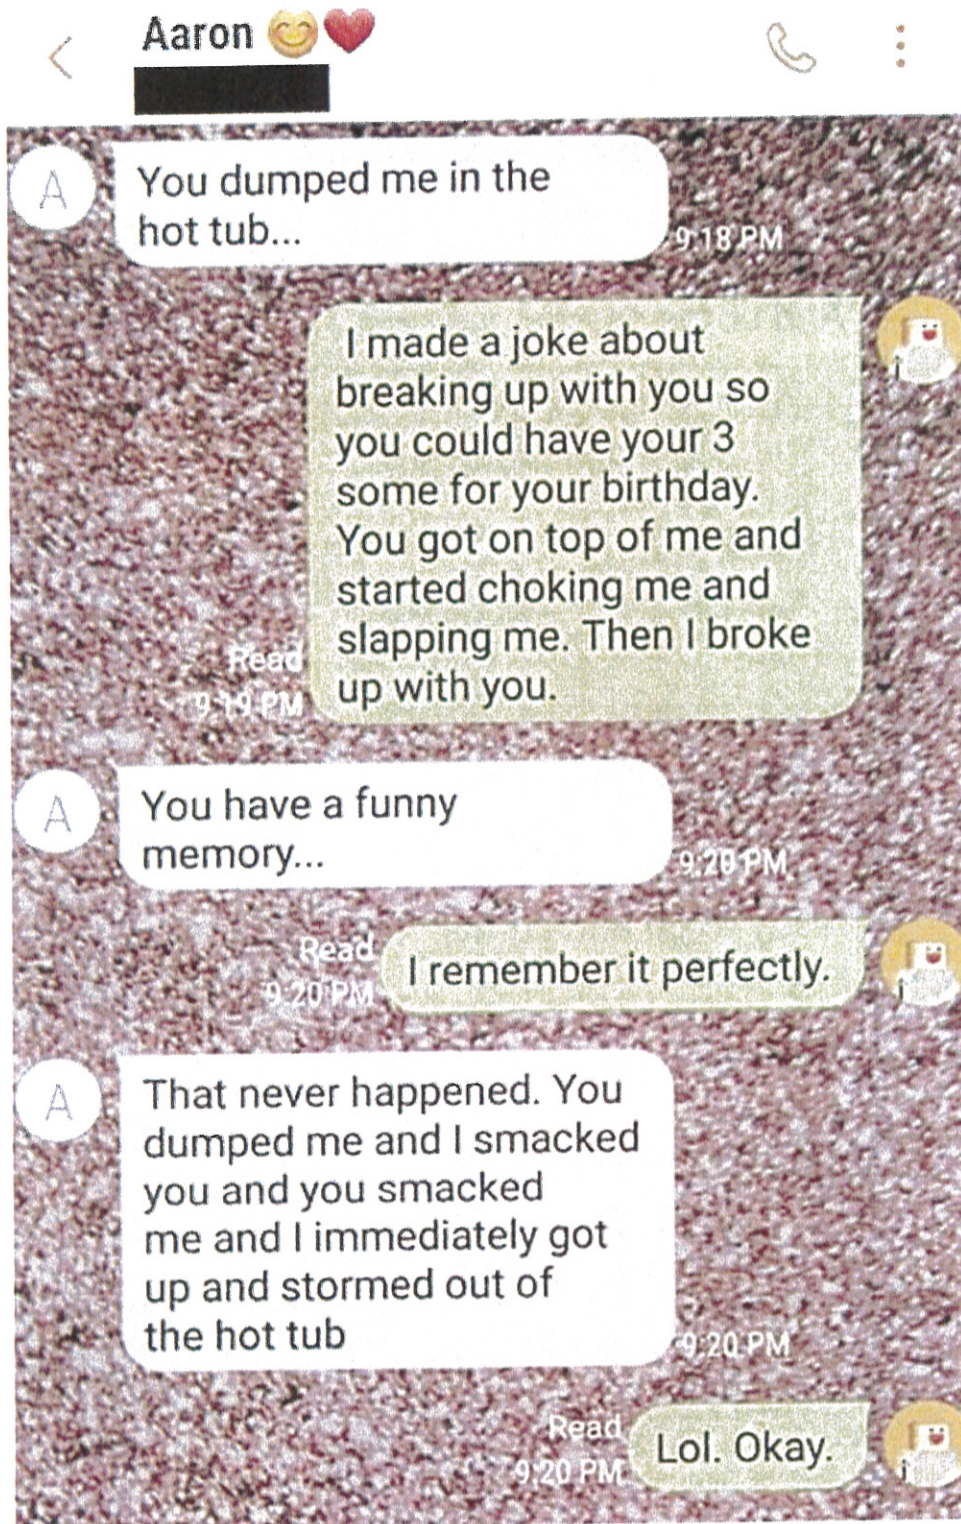 Aaron 😊❤️
A
You dumped me in the
hot tub...
9:18 PM
I made a joke about
breaking up with you so
you could have your 3
some for your birthday.
You got on top of me and
started choking me and
slapping me. Then I broke
up with you.
Read
9:19 PM
A
You have a funny
memory...
9:20 PM
Read
9:20 PM
I remember it perfectly.
A
That never happened. You
dumped me and I smacked
you and you smacked
me and I immediately got
up and stormed out of
the hot tub
9:20 PM
Read
9:20 PM
Lol. Okay.